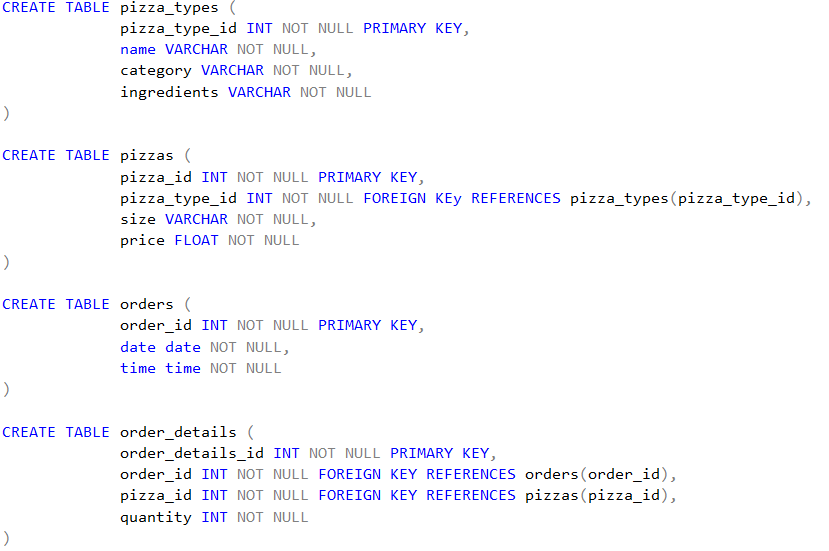 CREATE TABLE pizza_types (
pizza_type_id INT NOT NULL PRIMARY KEY,
name VARCHAR NOT NULL,
category VARCHAR NOT NULL,
ingredients VARCHAR NOT NULL
)
CREATE TABLE pizzas (
pizza_id INT NOT NULL PRIMARY KEY,
pizza_type_id INT NOT NULL FOREIGN KEy REFERENCES pizza_types(pizza_type_id),
size VARCHAR NOT NULL,
price FLOAT NOT NULL
)
CREATE TABLE orders (
order_id INT NOT NULL PRIMARY KEY,
date date NOT NULL,
time time NOT NULL
)
CREATE TABLE order_details (
order_details_id INT NOT NULL PRIMARY KEY,
order_id INT NOT NULL FOREIGN KEY REFERENCES orders(order_id),
pizza_id INT NOT NULL FOREIGN KEY REFERENCES pizzas(pizza_id),
quantity INT NOT NULL
)